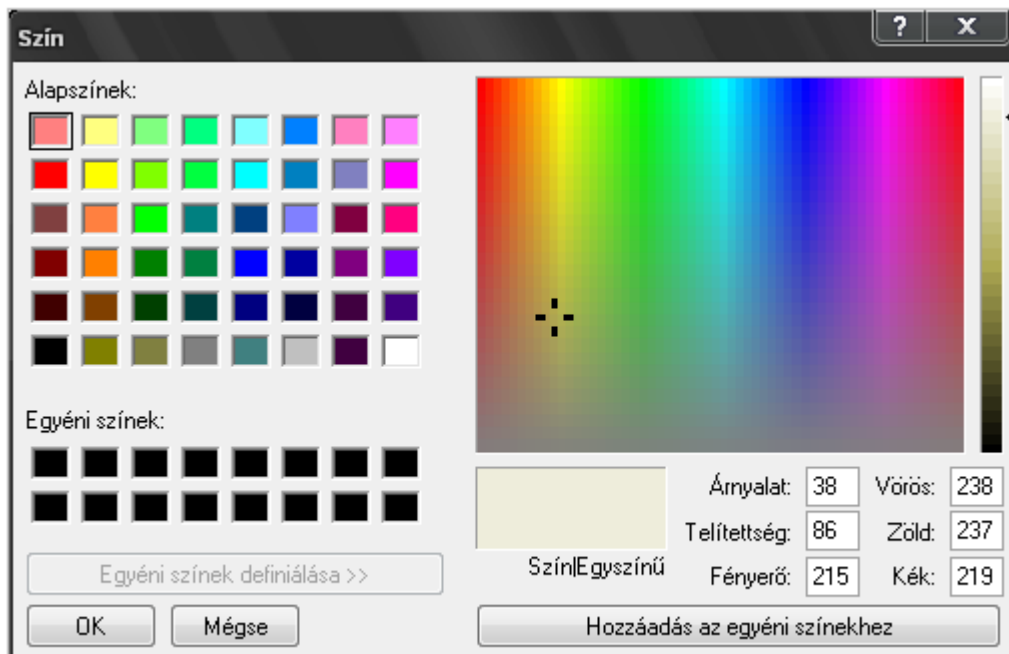 Szín
?
X
Alapszínek:
Egyéni színek:
Egyéni színek definiálása >>
OK
Mégse
Szín|Egyszínű
Árnyalat: 38
Vörös: 238
Telítettség: 86
Zöld: 237
Fényerő: 215
Kék: 219
Hozzáadás az egyéni színekhez